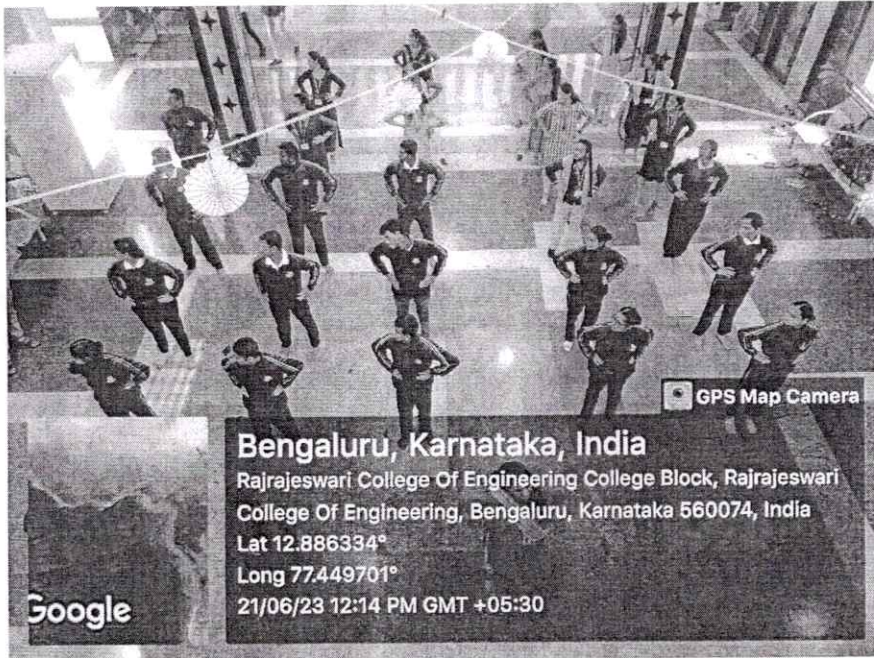 GPS Map Camera
Bengaluru, Karnataka, India
Rajrajeswari College Of Engineering College Block, Rajrajeswari
College Of Engineering, Bengaluru, Karnataka 560074, India
Lat 12.886334°
Long 77.449701°
21/06/23 12:14 PM GMT +05:30
Google